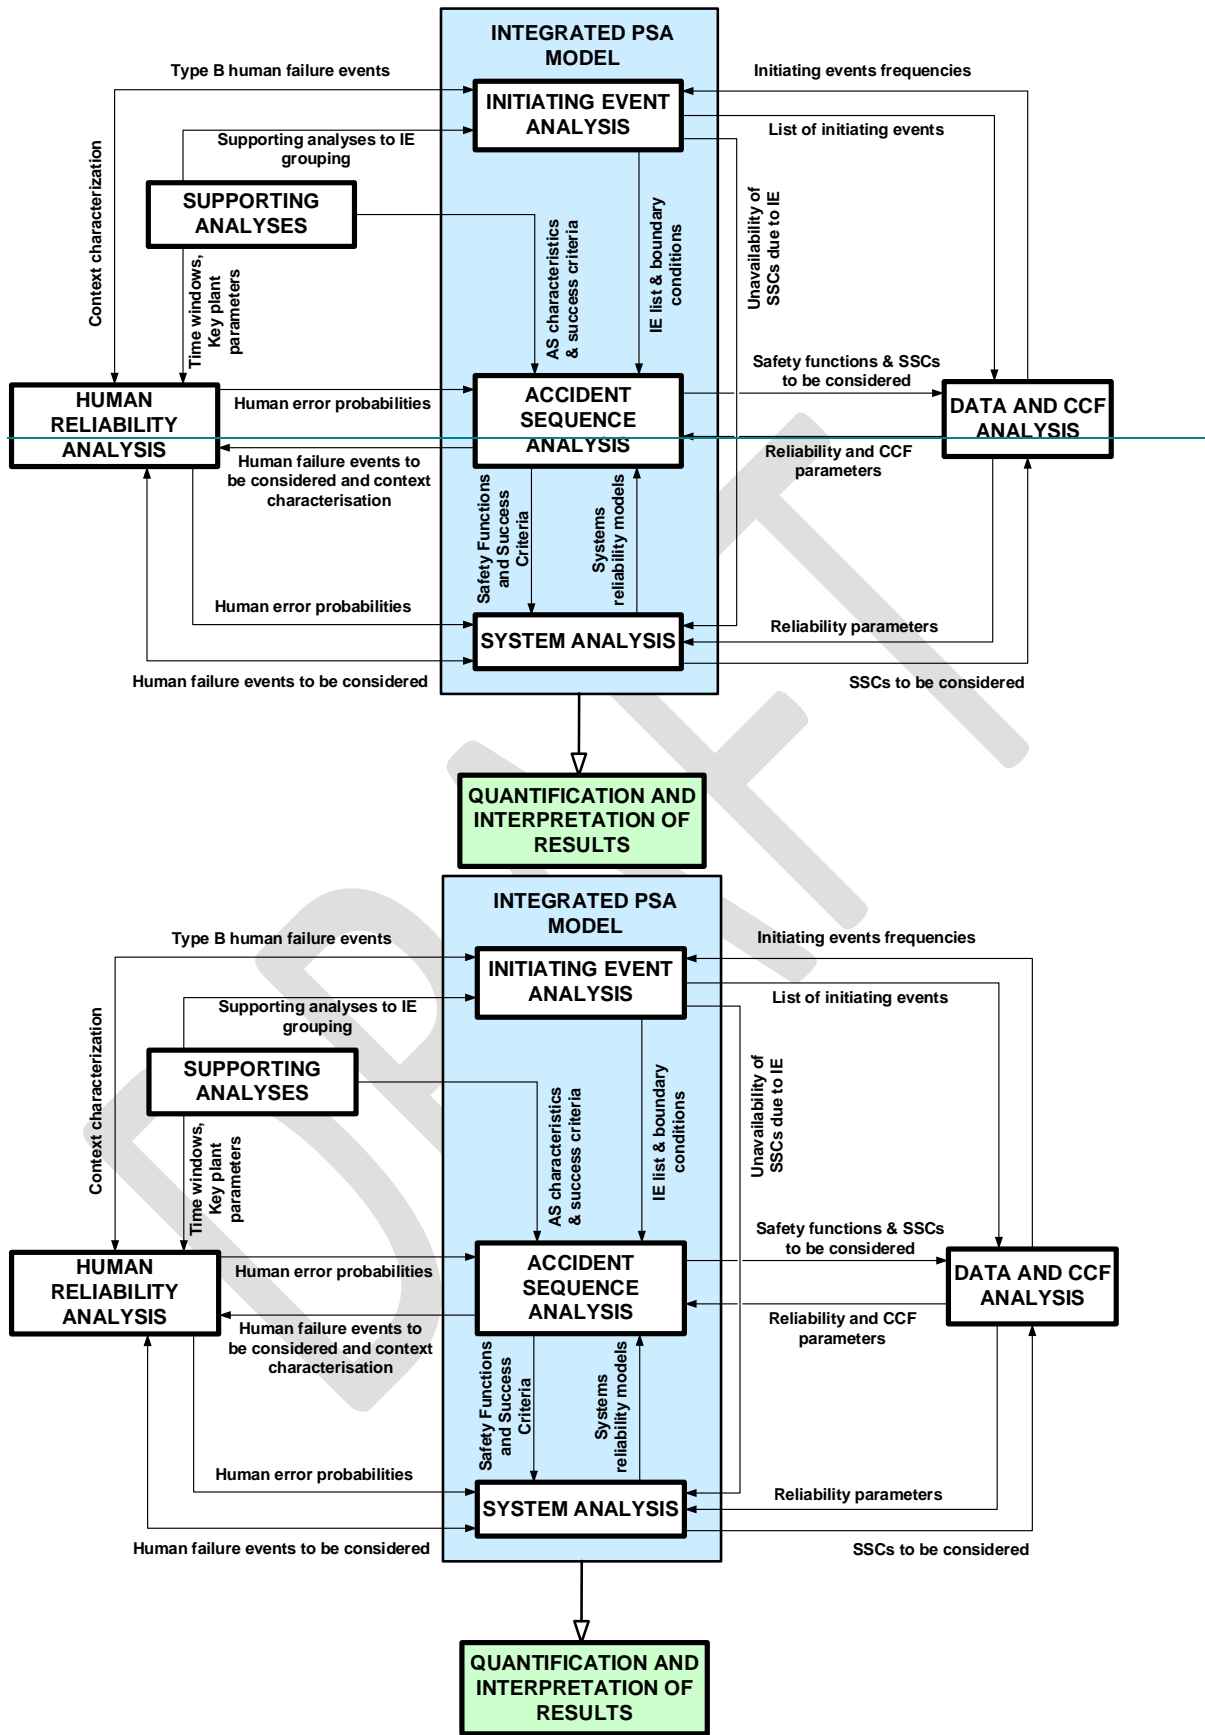 INTEGRATED PSA
MODEL
Type B human failure events
Initiating events frequencies
INITIATING EVENT
ANALYSIS
List of initiating events
Supporting analyses to IE
grouping
Context characterization
SUPPORTING
ANALYSES
Unavailability of
SSCs due to IE
AS characteristics
& success criteria
IE list & boundary
conditions
Time windows,
Key plant
parameters
Safety functions & SSCs
to be considered
HUMAN
RELIABILITY
ANALYSIS
Human error probabilities
ACCIDENT
SEQUENCE
ANALYSIS
DATA AND CCF
ANALYSIS
Reliability and CCF
parameters
Human failure events to
be considered and context
characterisation
Safety Functions
and Success
Criteria
Systems
reliability models
Human error probabilities
Reliability parameters
SYSTEM ANALYSIS
Human failure events to be considered
SSCs to be considered
QUANTIFICATION AND
INTERPRETATION OF
RESULTS
INTEGRATED PSA
MODEL
Type B human failure events
Initiating events frequencies
INITIATING EVENT
ANALYSIS
List of initiating events
Supporting analyses to IE
grouping
Context characterization
SUPPORTING
ANALYSES
Unavailability of
SSCs due to IE
AS characteristics
& success criteria
IE list & boundary
conditions
Time windows,
Key plant
parameters
Safety functions & SSCs
to be considered
HUMAN
RELIABILITY
ANALYSIS
Human error probabilities
ACCIDENT
SEQUENCE
ANALYSIS
DATA AND CCF
ANALYSIS
Reliability and CCF
parameters
Human failure events to
be considered and context
characterisation
Safety Functions
and Success
Criteria
Systems
reliability models
Human error probabilities
Reliability parameters
SYSTEM ANALYSIS
Human failure events to be considered
SSCs to be considered
QUANTIFICATION AND
INTERPRETATION OF
RESULTS
DRAFT